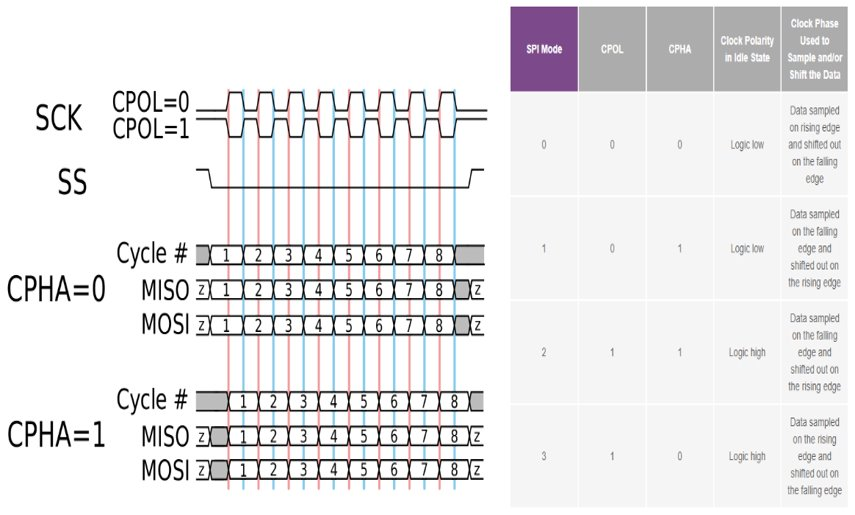 CPOL=0
SCK
CPOL=1
SS
Cycle # 1 2 3 4 5 6 7 8
CPHA=0
MISO z 1 2 3 4 5 6 7 8 z
MOSI z 1 2 3 4 5 6 7 8 z
Cycle # 1 2 3 4 5 6 7 8
CPHA=1
MISO z 1 2 3 4 5 6 7 8 z
MOSI z 1 2 3 4 5 6 7 8 z
SPI Mode
CPOL
CPHA
Clock Polarity
in Idle State
Clock Phase
Used to
Sample and/or
Shift the Data
0
0
0
Logic low
Data sampled
on rising edge
and shifted out
on the falling
edge
1
0
1
Logic low
Data sampled
on the falling
edge and
shifted out on
the rising edge
2
1
1
Logic high
Data sampled
on the falling
edge and
shifted out on
the rising edge
3
1
0
Logic high
Data sampled
on the rising
edge and
shifted out on
the falling edge